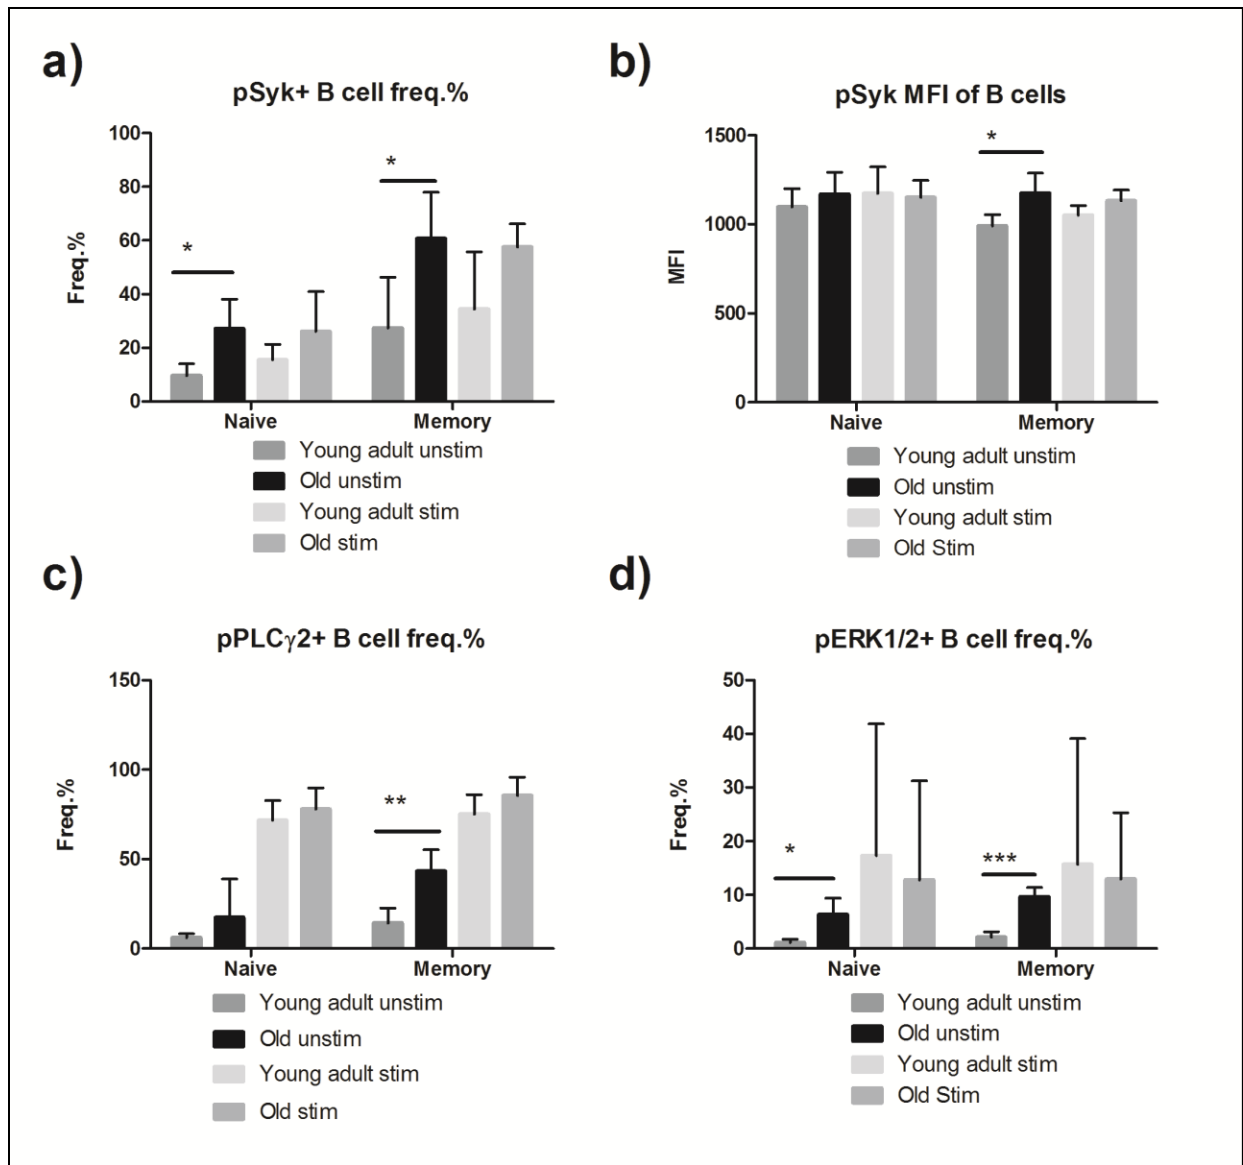 a)
pSyk+ B cell freq.%
100
80
60
40
20
0
Freq.%
*
*
Naive
Memory
Young adult unstim
Old unstim
Young adult stim
Old stim
b)
pSyk MFI of B cells
1500
1000
500
0
MFI
*
Naive
Memory
Young adult unstim
Old unstim
Young adult stim
Old Stim
c)
pPLCγ2+ B cell freq.%
150
100
50
0
Freq.%
**
Naive
Memory
Young adult unstim
Old unstim
Young adult stim
Old stim
d)
pERK1/2+ B cell freq.%
50
40
30
20
10
0
Freq.%
*
***
Naive
Memory
Young adult unstim
Old unstim
Young adult stim
Old Stim